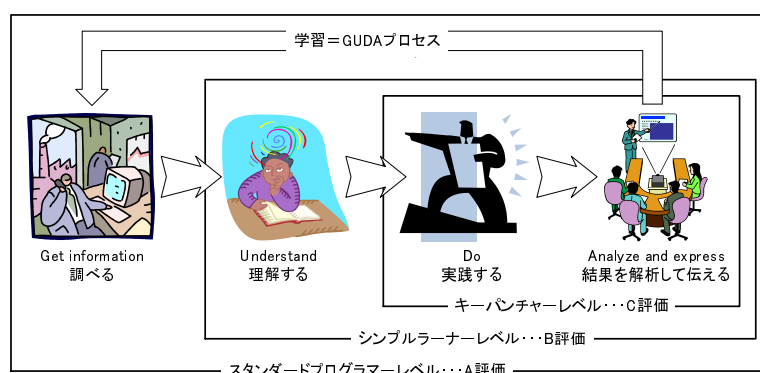 学習＝GUDAプロセス
Get information
調べる
Understand
理解する
Do
実践する
Analyze and express
結果を解析して伝える
キーパンチャーレベル･･･C評価
シンプルラーナーレベル･･･B評価
スタンダードプログラマーレベル･･･A評価